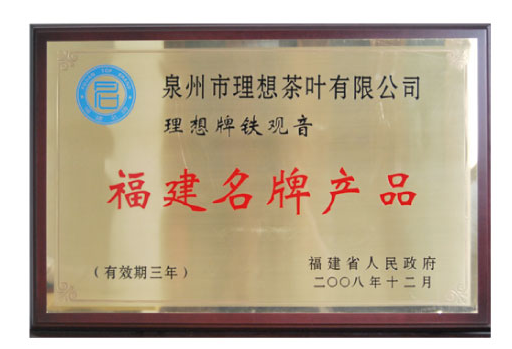 泉州市理想茶叶有限公司
理想牌铁观音
福建名牌产品
（有效期三年）
福建省人民政府
二〇〇八年十二月